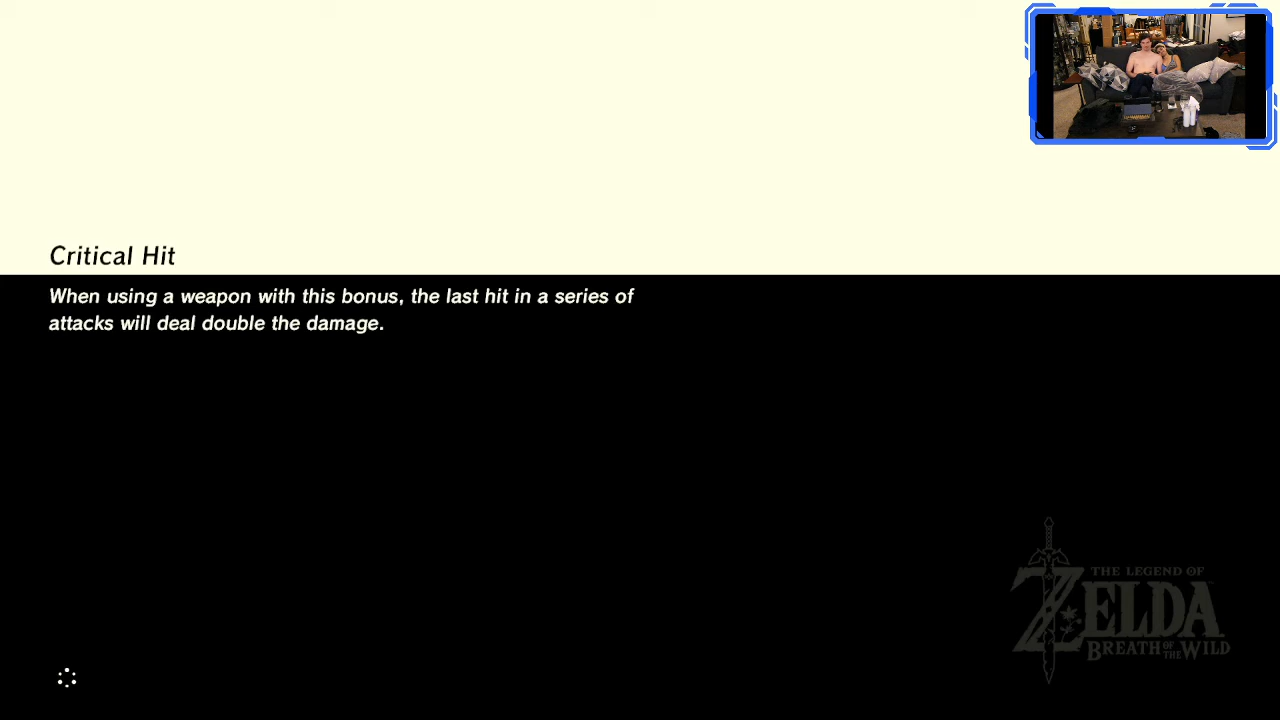 Critical Hit
When using a weapon with this bonus, the last hit in a series of
attacks will deal double the damage.
THE LEGEND OF
ZELDA
BREATH OF THE WILD